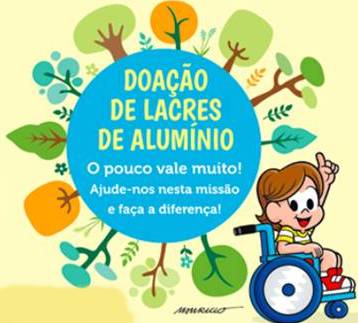 DOAÇÃO
DE LACRES
DE ALUMÍNIO
O pouco vale muito!
Ajude-nos nesta missão
e faça a diferença!
MAURICIO